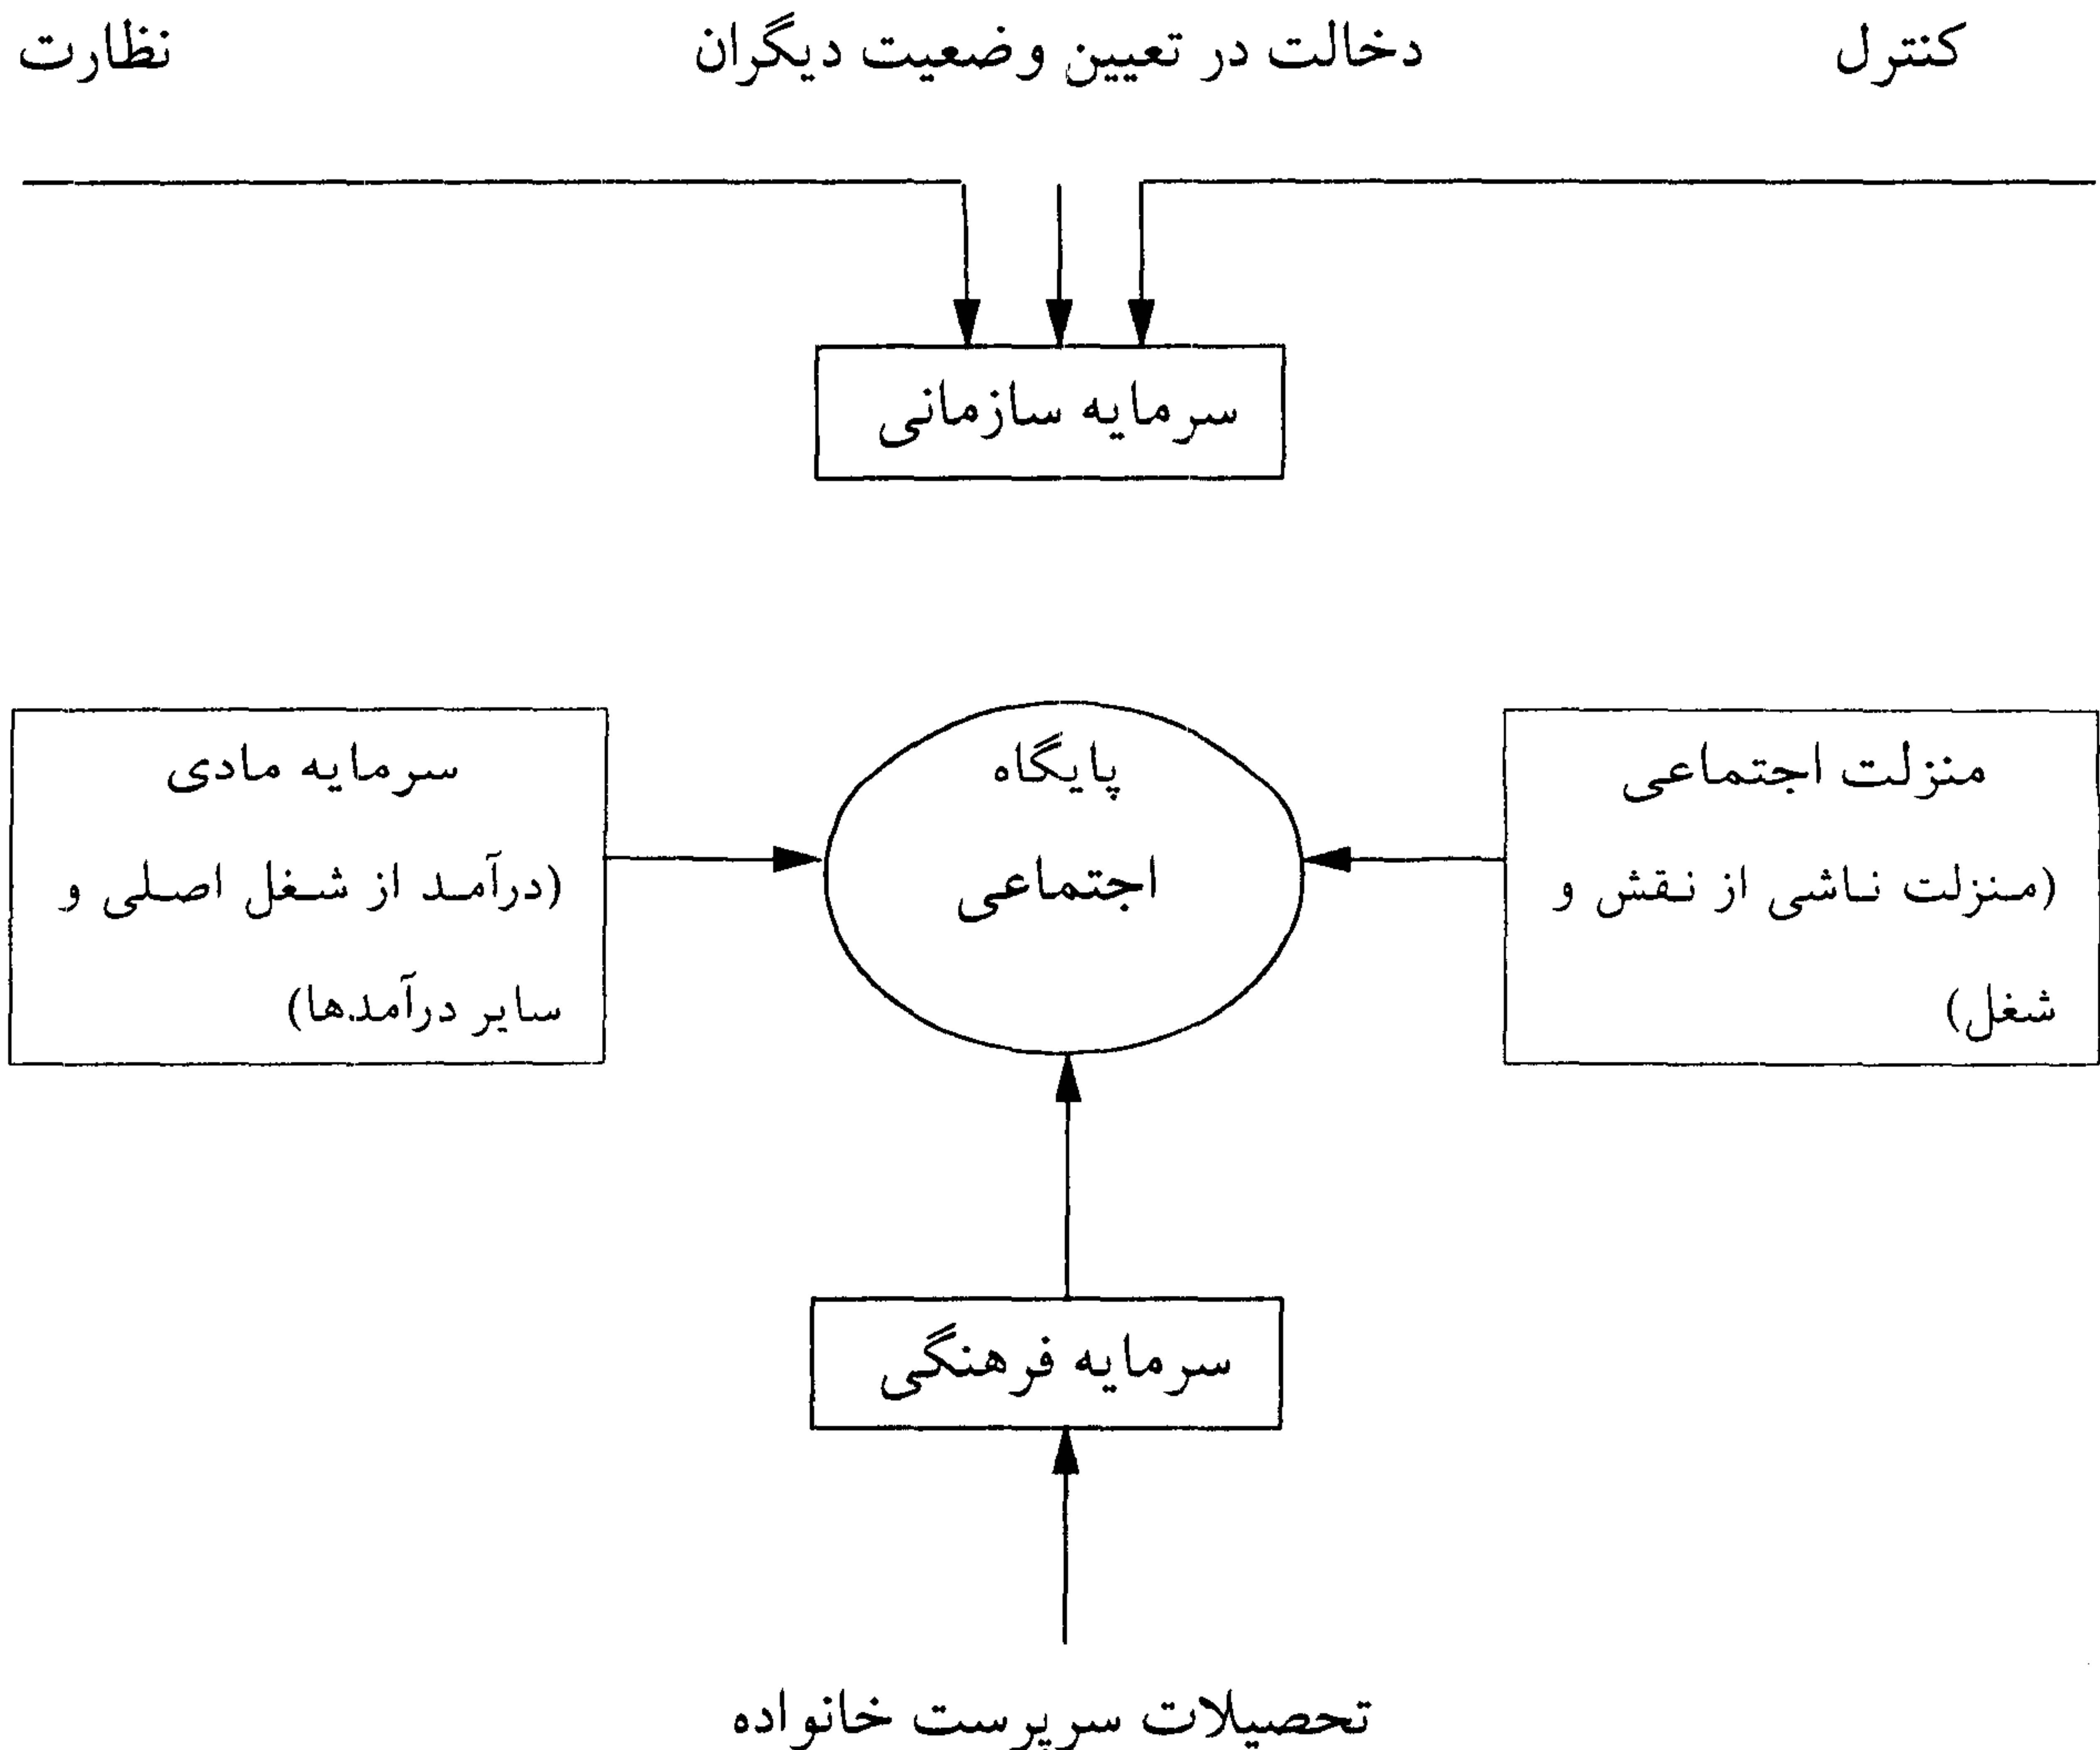 کنترل
دخالت در تعیین وضعیت دیگران
نظارت
سرمایه سازمانی
منزلت اجتماعی
(منزلت ناشی از نقش و
شغل)
پایگاه
اجتماعی
سرمایه مادی
(درآمد از شغل اصلی و
سایر درآمدها)
سرمایه فرهنگی
تحصیلات سرپرست خانواده